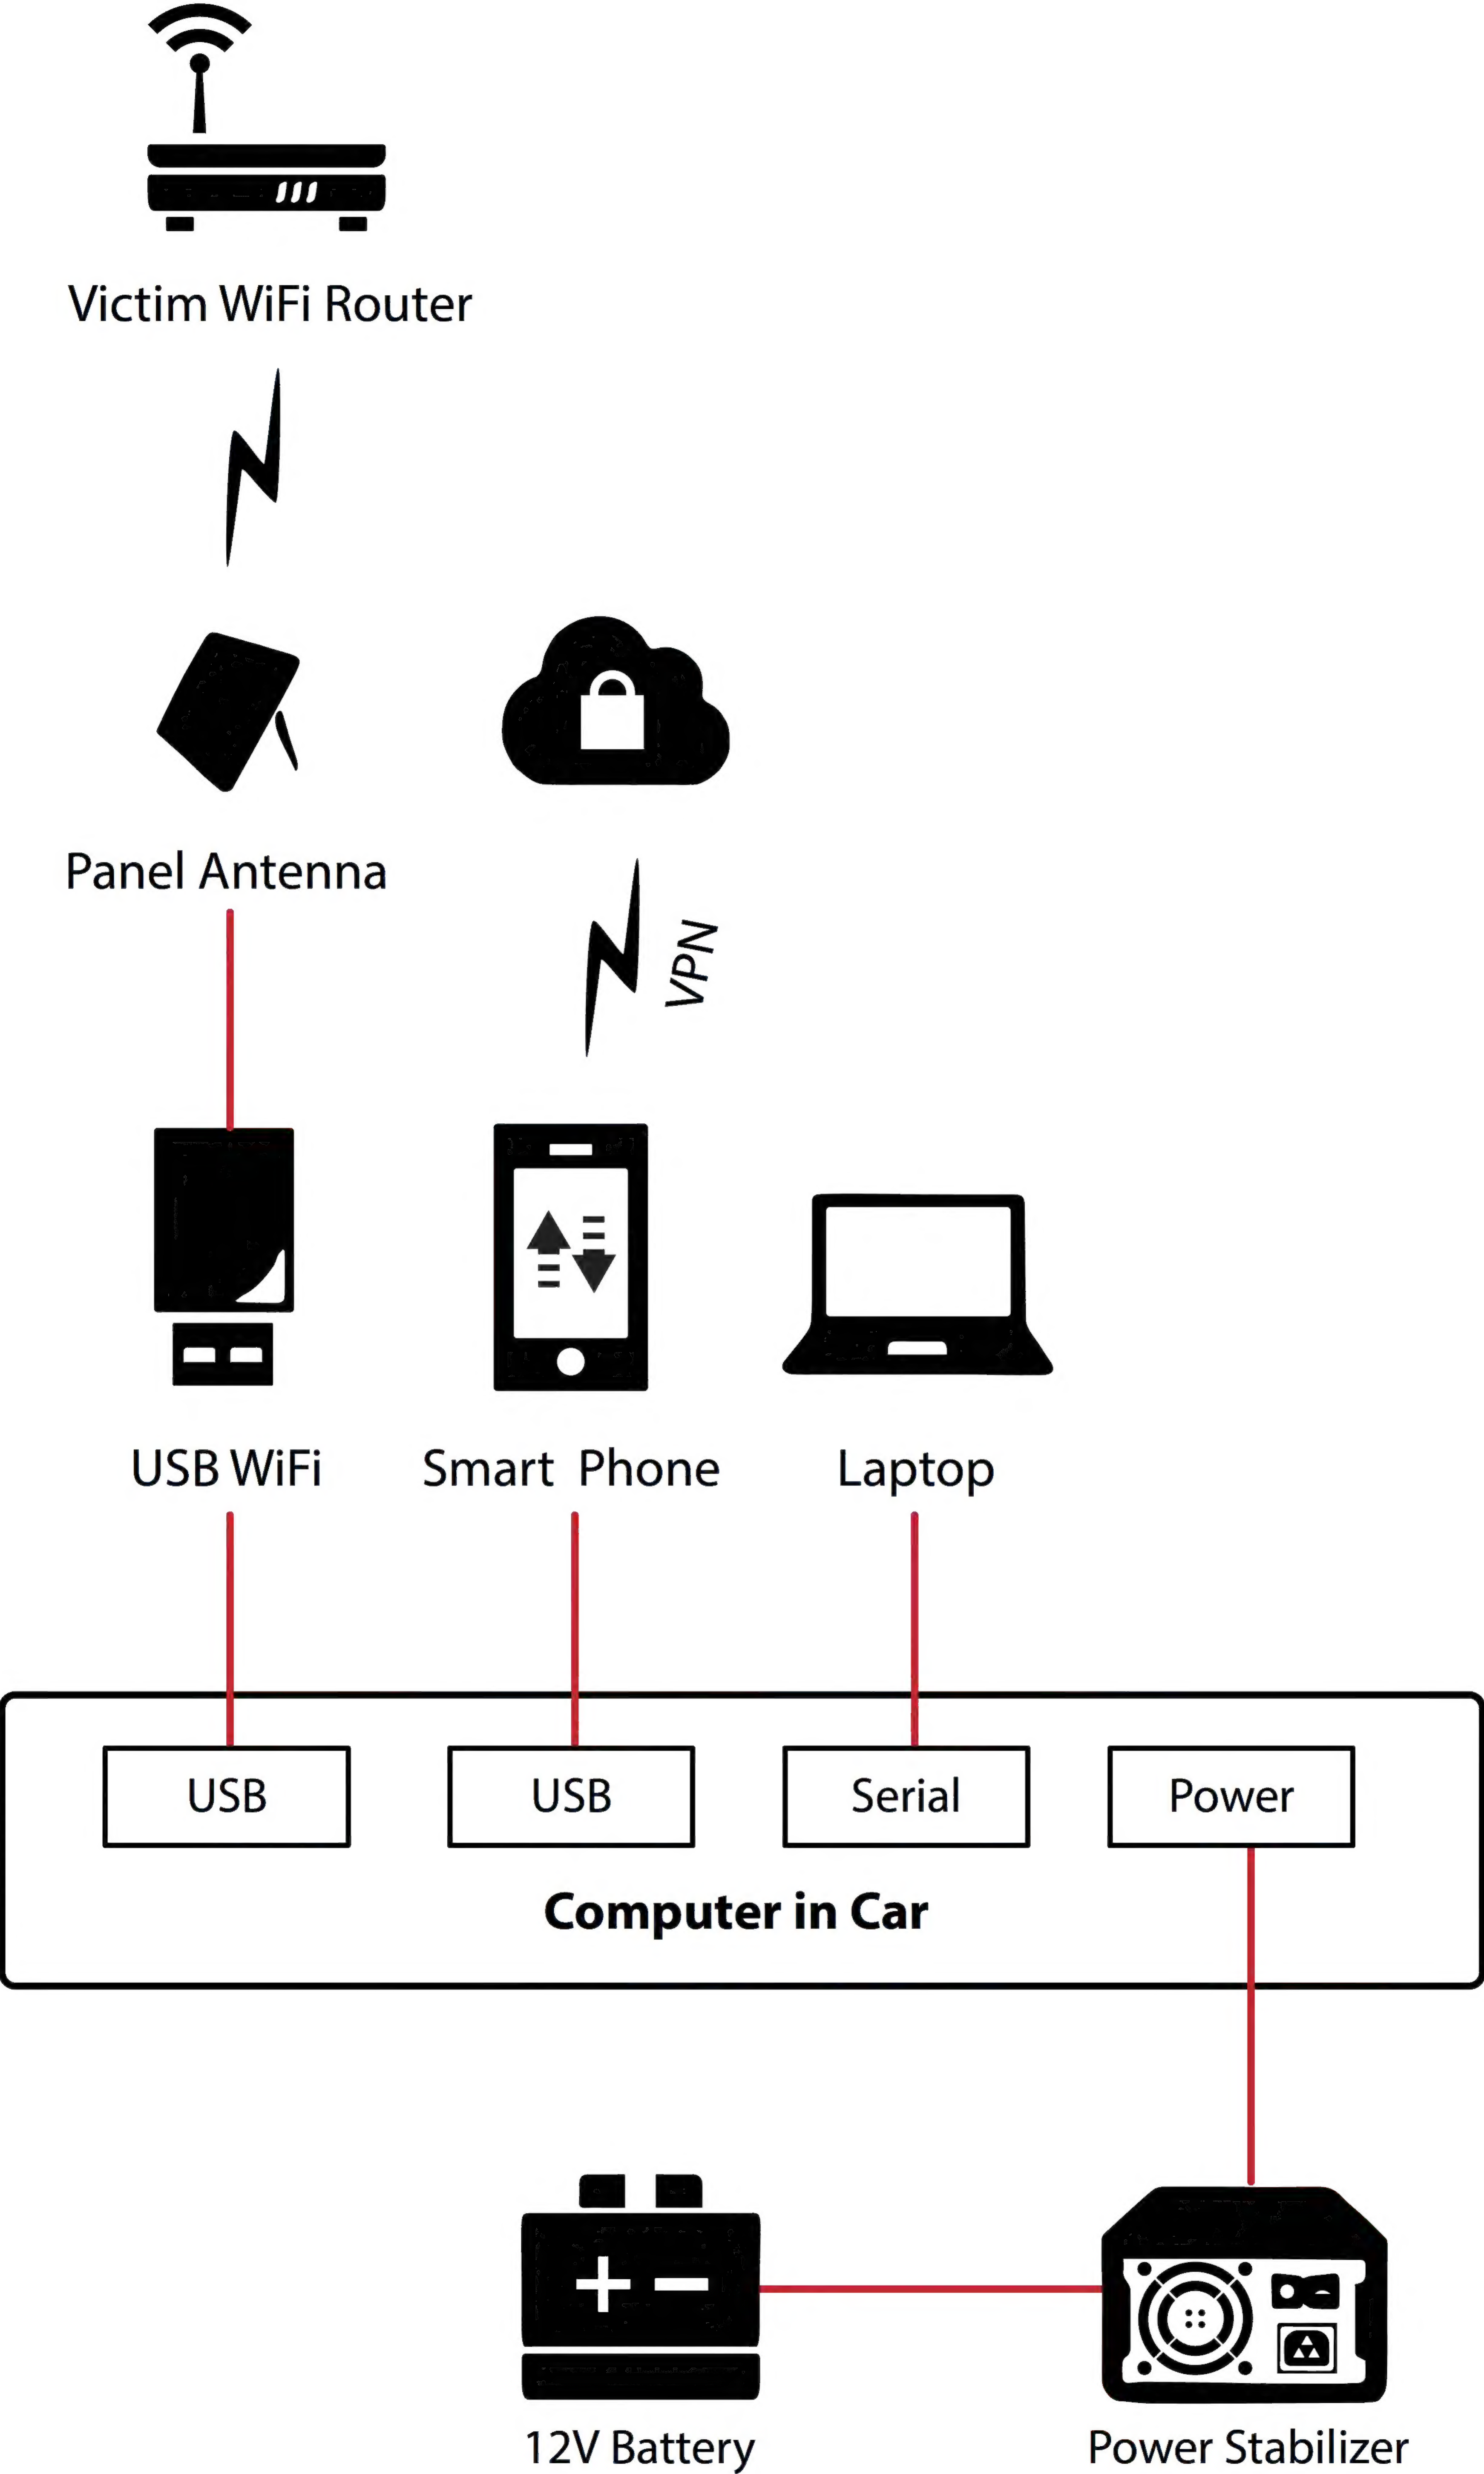 Victim WiFi Router
Panel Antenna
VPN
USB WiFi
Smart Phone
Laptop
USB
USB
Serial
Power
Computer in Car
12V Battery
Power Stabilizer